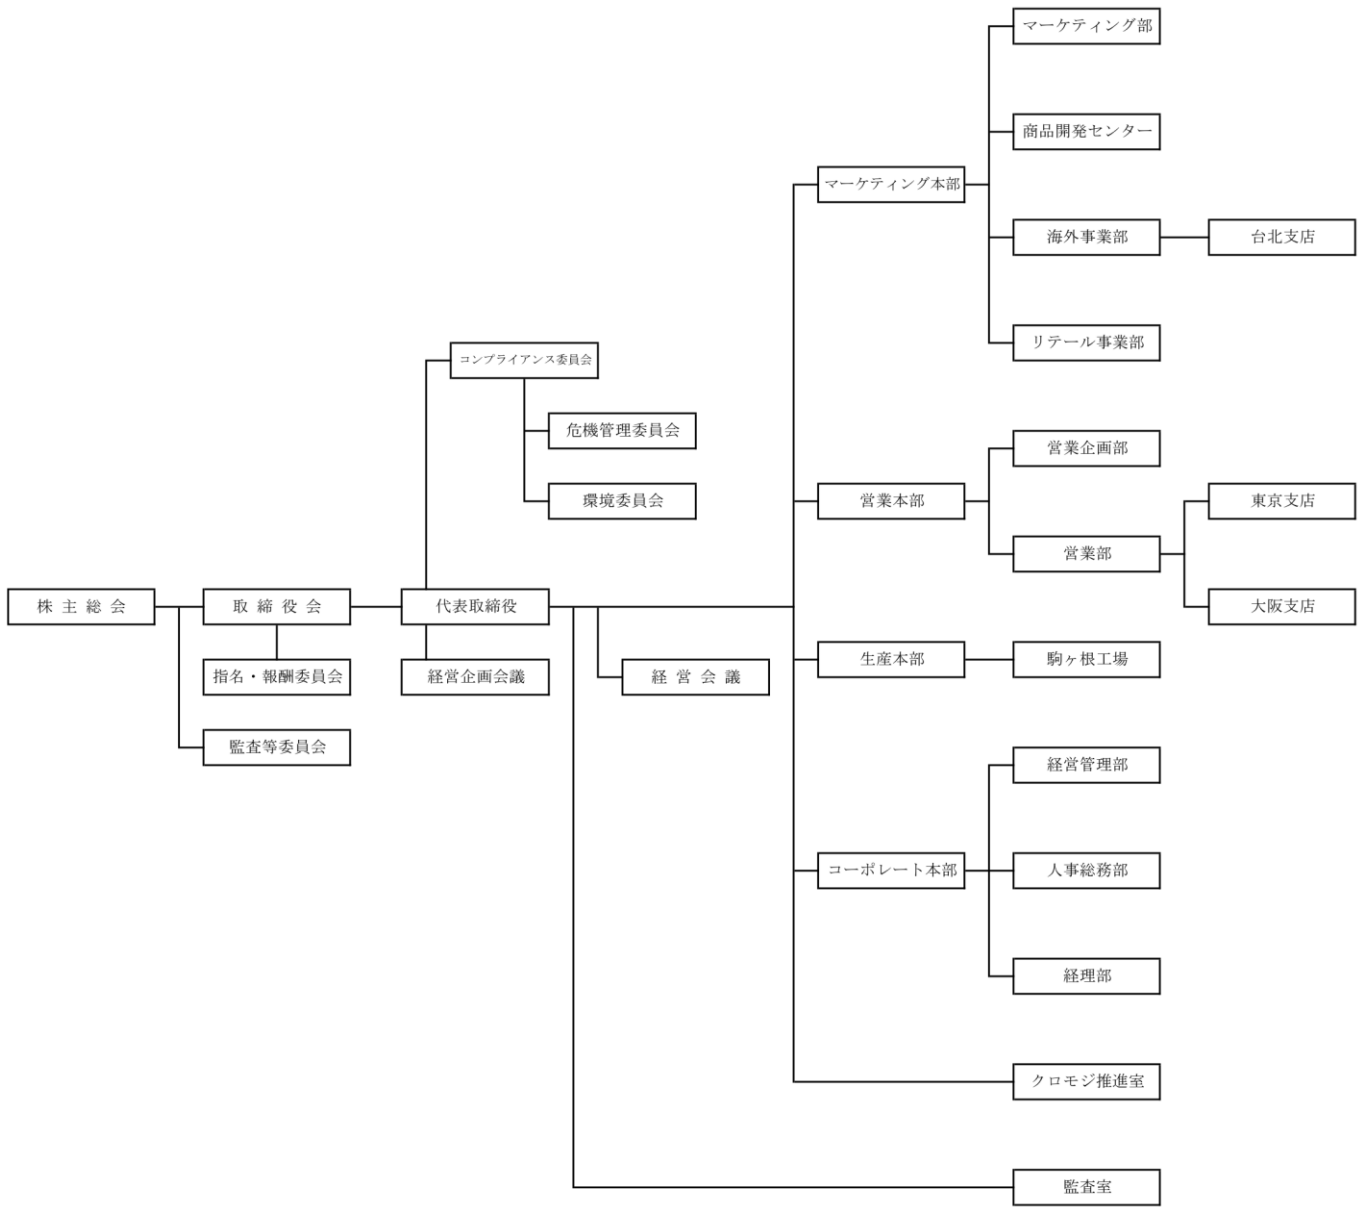 マーケティング部
商品開発センター
マーケティング本部
海外事業部
台北支店
リテール事業部
コンプライアンス委員会
危機管理委員会
環境委員会
営業企画部
営業本部
東京支店
営業部
株主総会
取締役会
代表取締役
大阪支店
指名・報酬委員会
経営企画会議
経営会議
生産本部
駒ヶ根工場
監査等委員会
経営管理部
コーポレート本部
人事総務部
経理部
クロモジ推進室
監査室